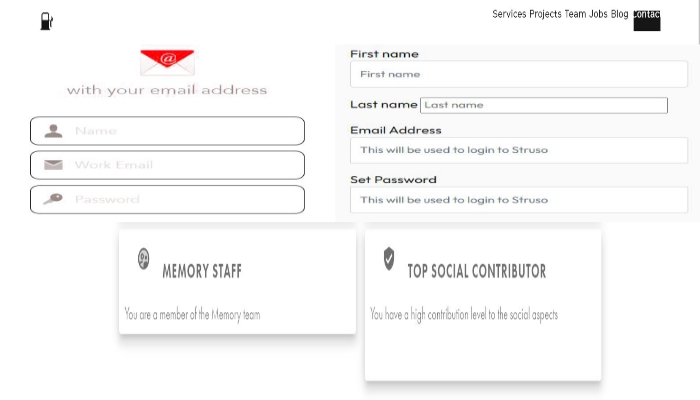 Services Projects Team Jobs Blog Contac
with your email address
Name
Work Email
Password
First name
First name
Last name Last name
Email Address
This will be used to login to Struso
Set Password
This will be used to login to Struso
MEMORY STAFF
You are a member of the Memory team
TOP SOCIAL CONTRIBUTOR
You have a high contribution level to the social aspects